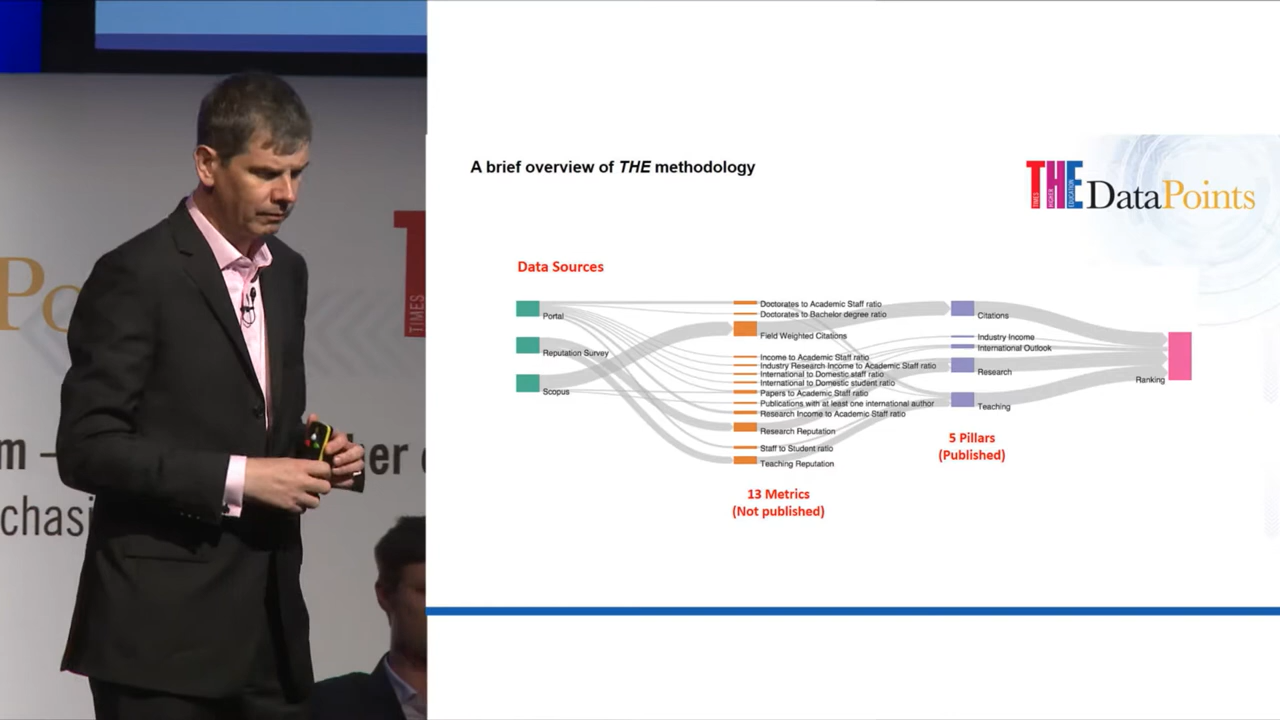 A brief overview of THE methodology
THE
TIMES
HIGHER
EDUCATION
DataPoints
Data Sources
Portal
Reputation Survey
Scopus
Doctorates to Academic Staff ratio
Doctorates to Bachelor degree ratio
Field Weighted Citations
Income to Academic Staff ratio
Industry Research Income to Academic Staff ratio
International to Domestic staff ratio
International to Domestic student ratio
Papers to Academic Staff ratio
Publications with at least one international author
Research Income to Academic Staff ratio
Research Reputation
Staff to Student ratio
Teaching Reputation
13 Metrics
(Not published)
Citations
Industry Income
International Outlook
Research
Teaching
5 Pillars
(Published)
Ranking
Po
T
TIMES
m –
her
chasi